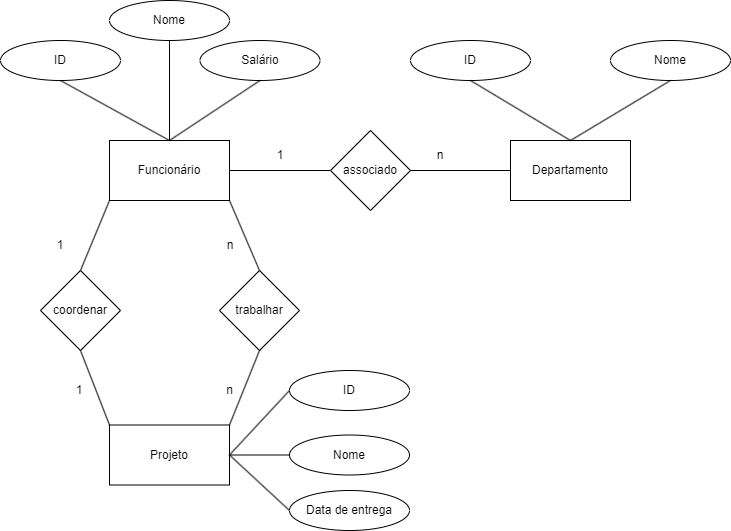 Nome
ID
Salário
ID
Nome
1
n
Funcionário
associado
Departamento
1
n
coordenar
trabalhar
1
n
ID
Projeto
Nome
Data de entrega